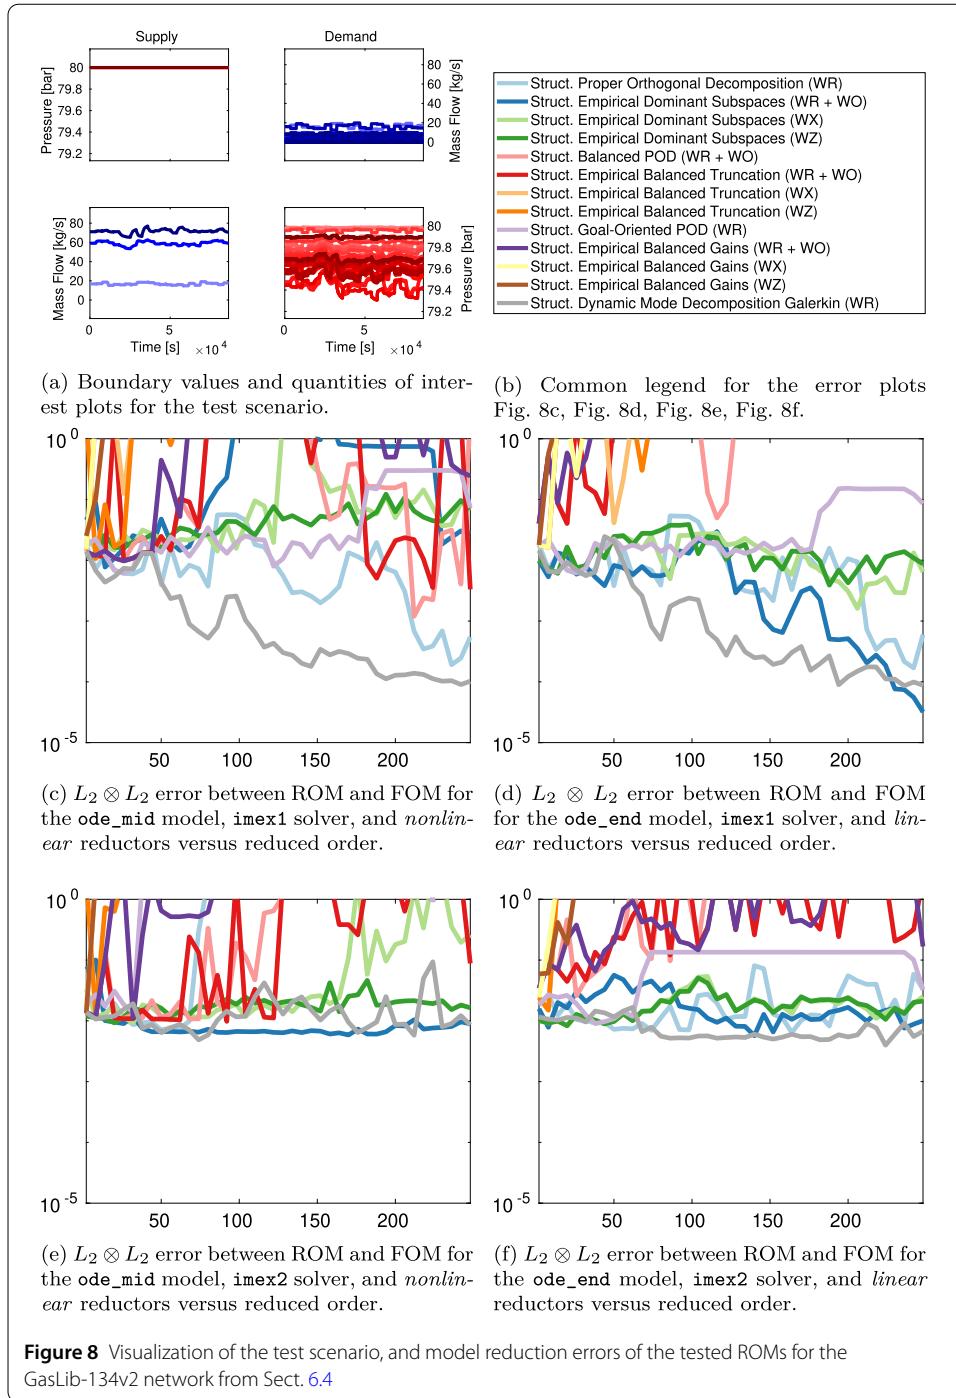 Supply
Demand
Pressure [bar]
80
79.8
79.6
79.4
79.2
80
60
40
20
0
Mass Flow [kg/s]
Mass Flow [kg/s]
80
60
40
20
0
80
79.8
79.6
79.4
79.2
Pressure [bar]
0
5
×10^4
Time [s]
0
5
×10^4
Time [s]
(a) Boundary values and quantities of inter-
est plots for the test scenario.
Struct. Proper Orthogonal Decomposition (WR)
Struct. Empirical Dominant Subspaces (WR + WO)
Struct. Empirical Dominant Subspaces (WX)
Struct. Empirical Dominant Subspaces (WZ)
Struct. Balanced POD (WR + WO)
Struct. Empirical Balanced Truncation (WR + WO)
Struct. Empirical Balanced Truncation (WX)
Struct. Empirical Balanced Truncation (WZ)
Struct. Goal-Oriented POD (WR)
Struct. Empirical Balanced Gains (WR + WO)
Struct. Empirical Balanced Gains (WX)
Struct. Empirical Balanced Gains (WZ)
Struct. Dynamic Mode Decomposition Galerkin (WR)
(b) Common legend for the error plots
Fig. 8c, Fig. 8d, Fig. 8e, Fig. 8f.
10^0
10^-5
50 100 150 200
(c) L₂ ⊗ L₂ error between ROM and FOM for
the ode_mid model, imex1 solver, and nonlin-
ear reductors versus reduced order.
10^0
10^-5
50 100 150 200
(d) L₂ ⊗ L₂ error between ROM and FOM
for the ode_end model, imex1 solver, and lin-
ear reductors versus reduced order.
10^0
10^-5
50 100 150 200
(e) L₂ ⊗ L₂ error between ROM and FOM for
the ode_mid model, imex2 solver, and nonlin-
ear reductors versus reduced order.
10^0
10^-5
50 100 150 200
(f) L₂ ⊗ L₂ error between ROM and FOM for
the ode_end model, imex2 solver, and linear
reductors versus reduced order.
Figure 8 Visualization of the test scenario, and model reduction errors of the tested ROMs for the
GasLib-134v2 network from Sect. 6.4